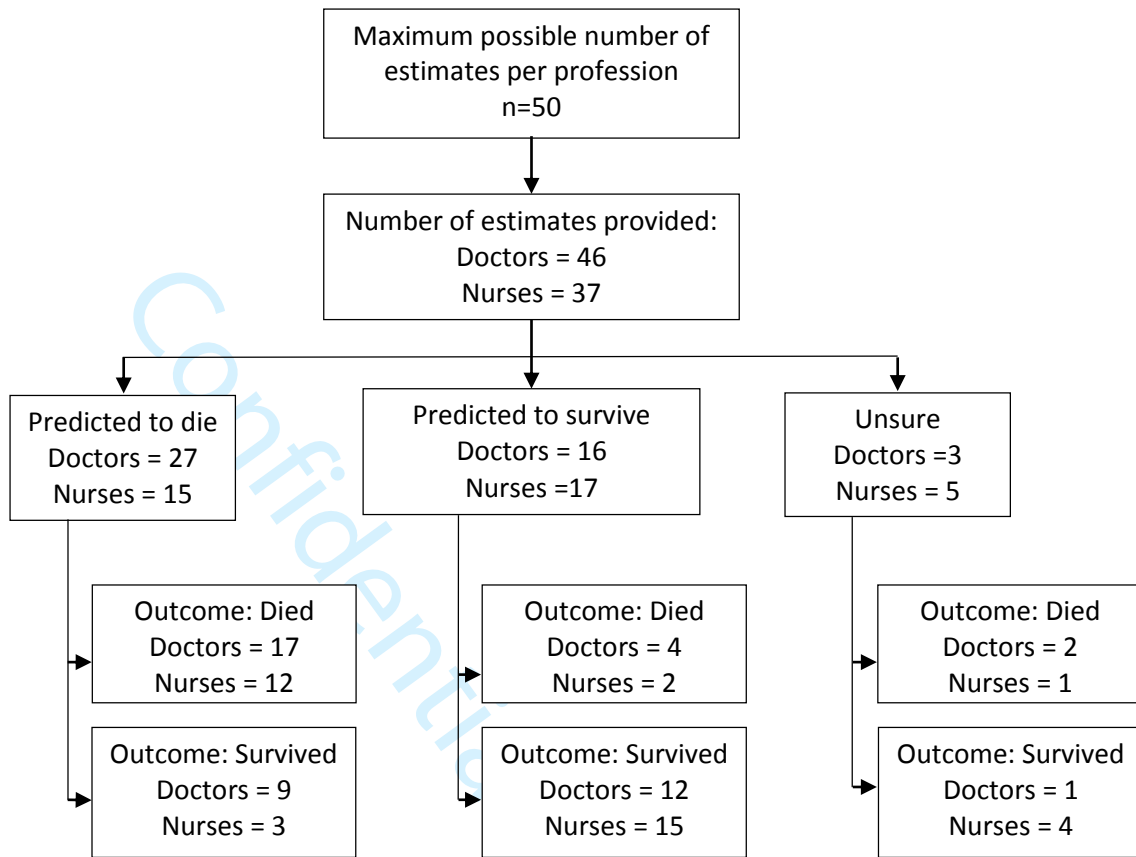 Maximum possible number of
estimates per profession
n=50
Number of estimates provided:
Doctors = 46
Nurses = 37
Predicted to die
Doctors = 27
Nurses = 15
Predicted to survive
Doctors = 16
Nurses =17
Unsure
Doctors =3
Nurses = 5
Outcome: Died
Doctors = 17
Nurses = 12
Outcome: Died
Doctors = 4
Nurses = 2
Outcome: Died
Doctors = 2
Nurses = 1
Outcome: Survived
Doctors = 9
Nurses = 3
Outcome: Survived
Doctors = 12
Nurses = 15
Outcome: Survived
Doctors = 1
Nurses = 4
Confidentia